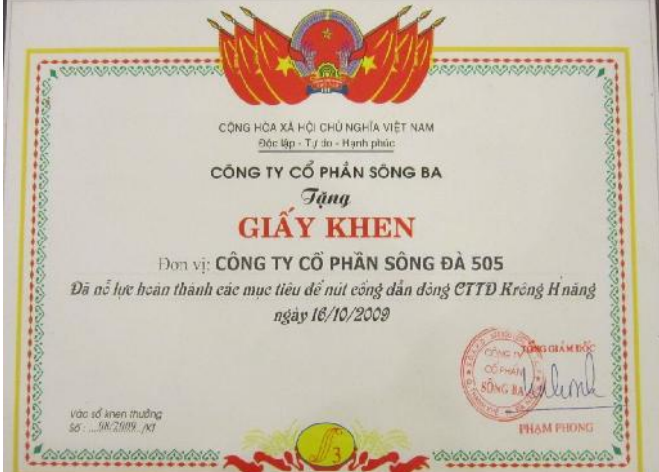 CỘNG HÒA XÃ HỘI CHỦ NGHĨA VIỆT NAM
Độc lập - Tự do - Hạnh phúc
CÔNG TY CỔ PHẦN SÔNG BA
Tặng
GIẤY KHEN
Đơn vị: CÔNG TY CỔ PHẦN SÔNG ĐÀ 505
Đã nỗ lực hoàn thành các mục tiêu để nút cống dẫn dòng CTTĐ Krông H'năng
ngày 16/10/2009
TỔNG GIÁM ĐỐC
CÔNG TY
CỔ PHẦN
SÔNG BA
PHẠM PHONG
Vào sổ khen thưởng
Số: ...08/2009 /KT
3